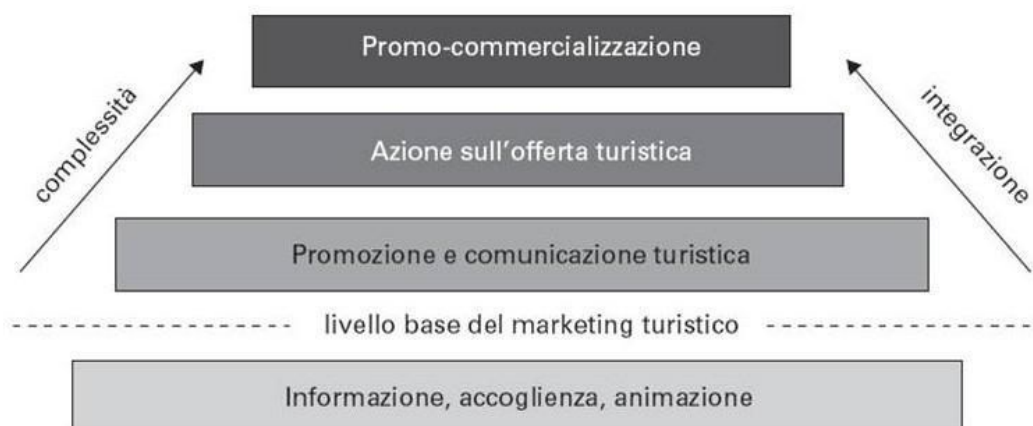 Promo-commercializzazione
complessità
integrazione
Azione sull'offerta turistica
Promozione e comunicazione turistica
livello base del marketing turistico
Informazione, accoglienza, animazione